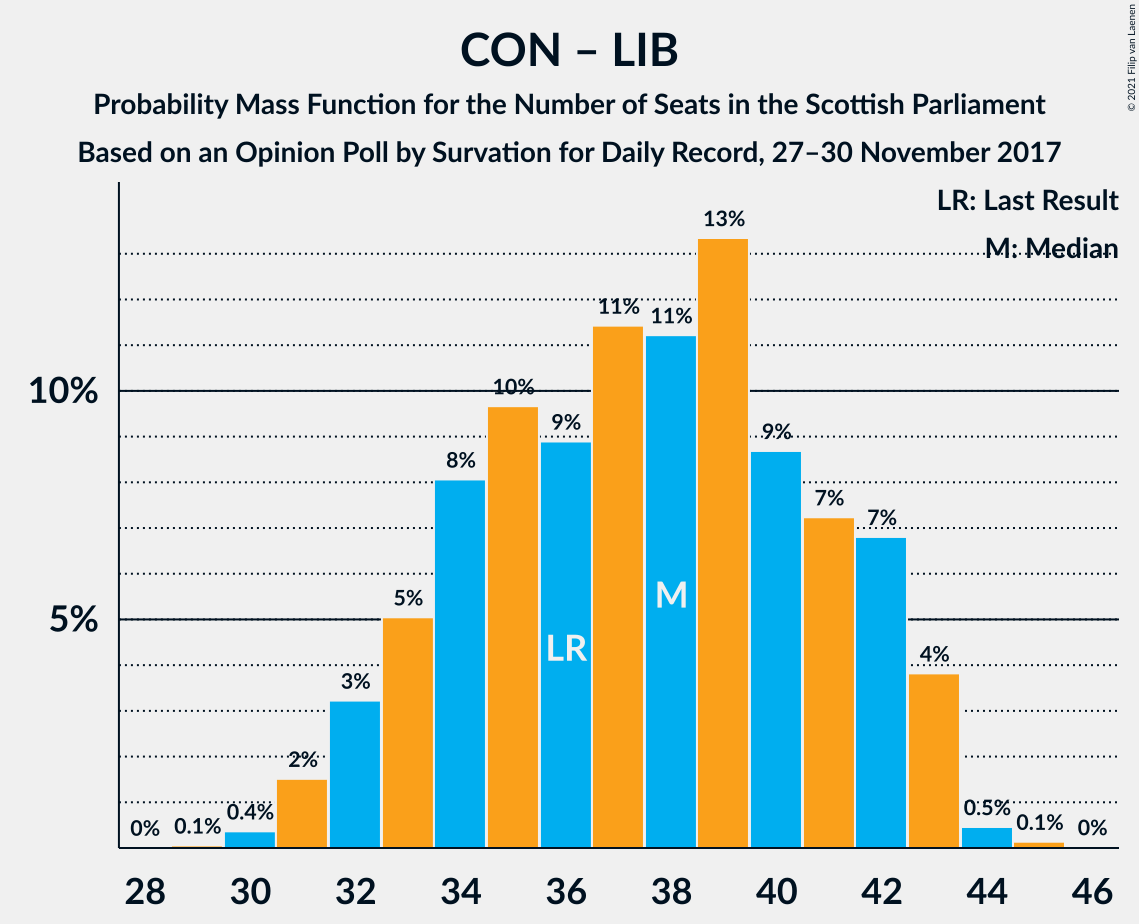 CON – LIB
Probability Mass Function for the Number of Seats in the Scottish Parliament
Based on an Opinion Poll by Survation for Daily Record, 27–30 November 2017
© 2021 Filip van Laenen
LR: Last Result
M: Median
10%
5%
0%
0.1%
0.4%
2%
3%
5%
8%
10%
9%
11%
11%
13%
9%
7%
7%
4%
0.5%
0.1%
0%
LR
M
28 30 32 34 36 38 40 42 44 46